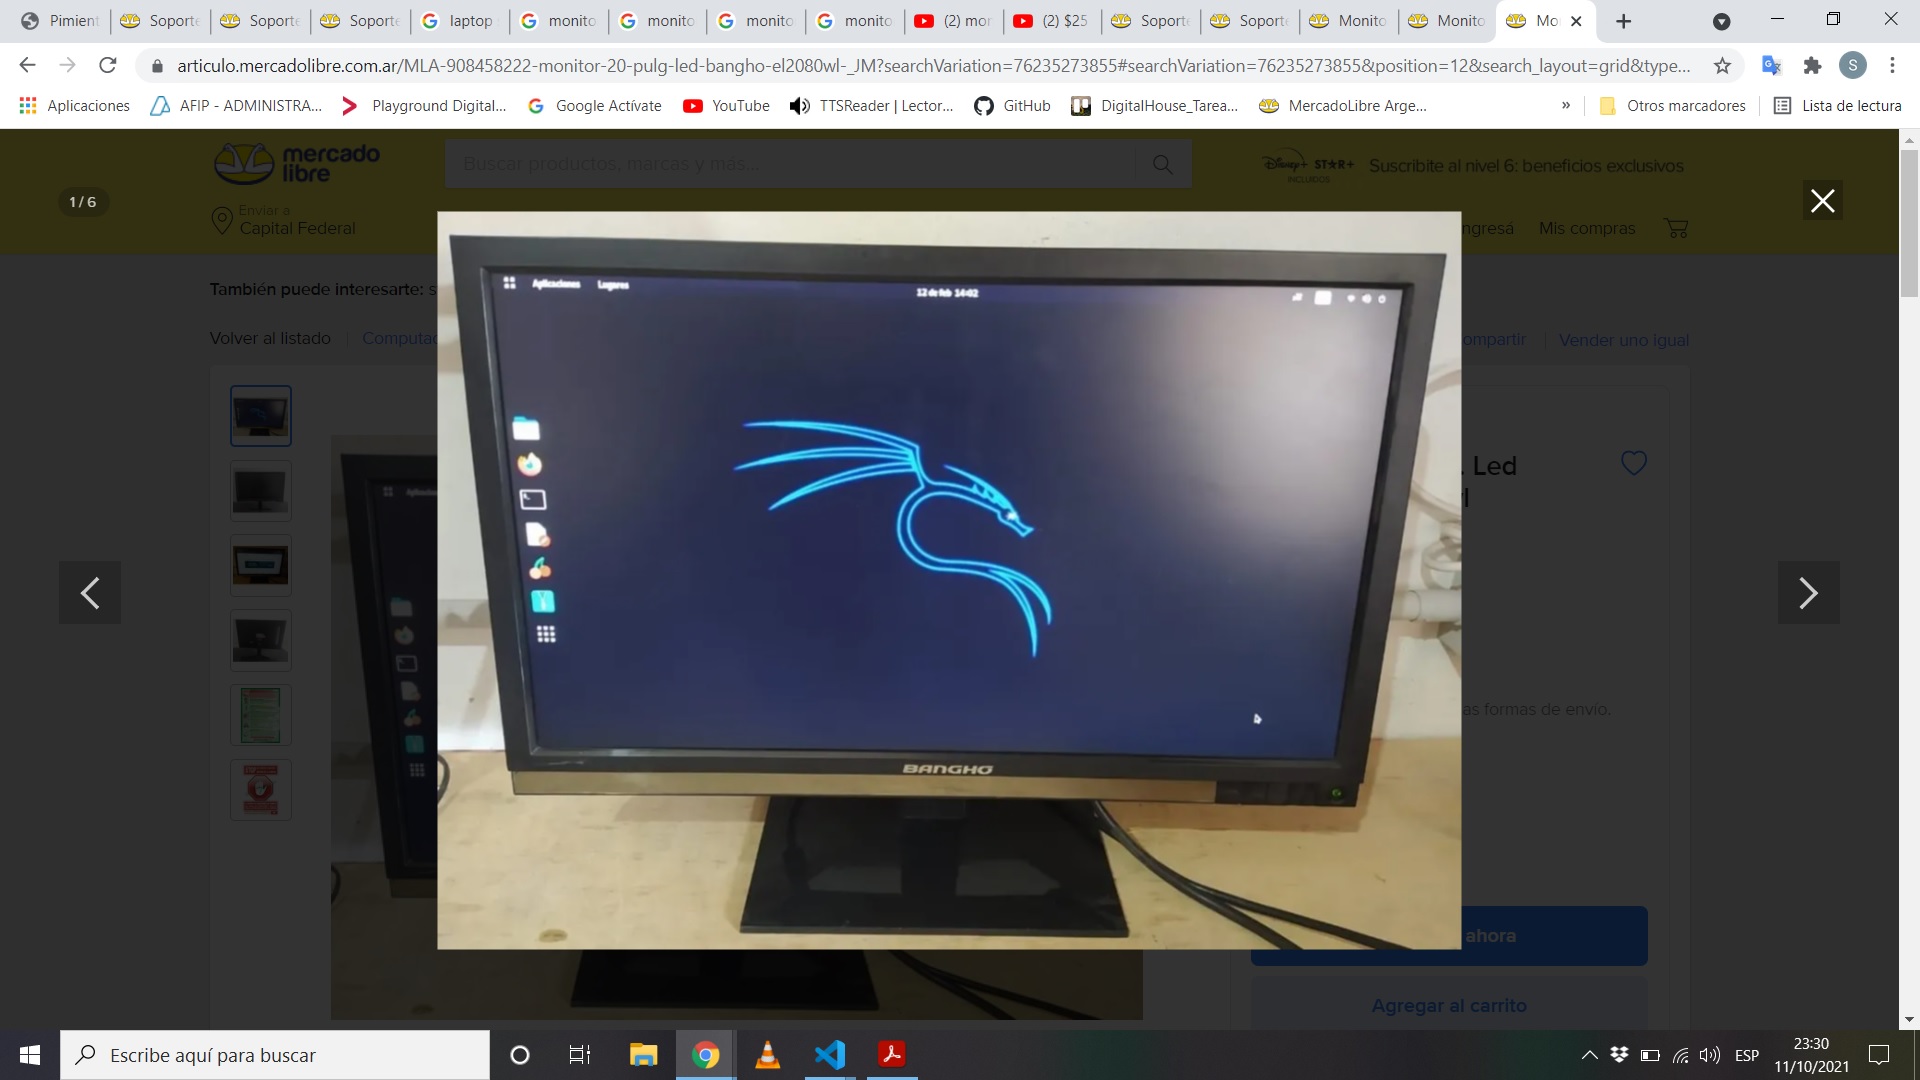 Pimient
Soporte
Soporte
Soporte
laptop
monito
monito
monito
monito
(2) mor
(2) $25
Soporte
Soporte
Monito
Monito
Mo
articulo.mercadolibre.com.ar/MLA-908458222-monitor-20-pulg-led-bangho-el2080wl-_JM?searchVariation=76235273855#searchVariation=76235273855&position=12&search_layout=grid&type...
S
Aplicaciones
AFIP - ADMINISTRA...
Playground Digital...
Google Actívate
YouTube
TTSReader | Lector...
GitHub
DigitalHouse_Tarea...
MercadoLibre Arge...
»
Otros marcadores
Lista de lectura
mercado
libre
Buscar productos, marcas y más...
Disney+ STAR+
INCLUIDOS
Suscribite al nivel 6: beneficios exclusivos
1 / 6
Enviar a
Capital Federal
ngresá
Mis compras
También puede interesarte: s
Volver al listado
Computac
ompartir
Vender uno igual
Aplicaciones
Lugares
12 de feb 14:02
. Led
BANGHO
as formas de envío.
ahora
Agregar al carrito
Escribe aquí para buscar
ESP
23:30
11/10/2021